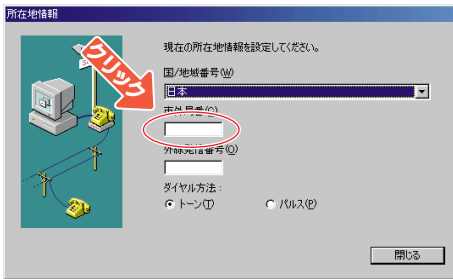 所在地情報
現在の所在地情報を設定してください。
国/地域番号(W)
日本
市外局番(C)
クリック
外線発信番号(O)
ダイヤル方法:
トーン(T)
パルス(P)
閉じる